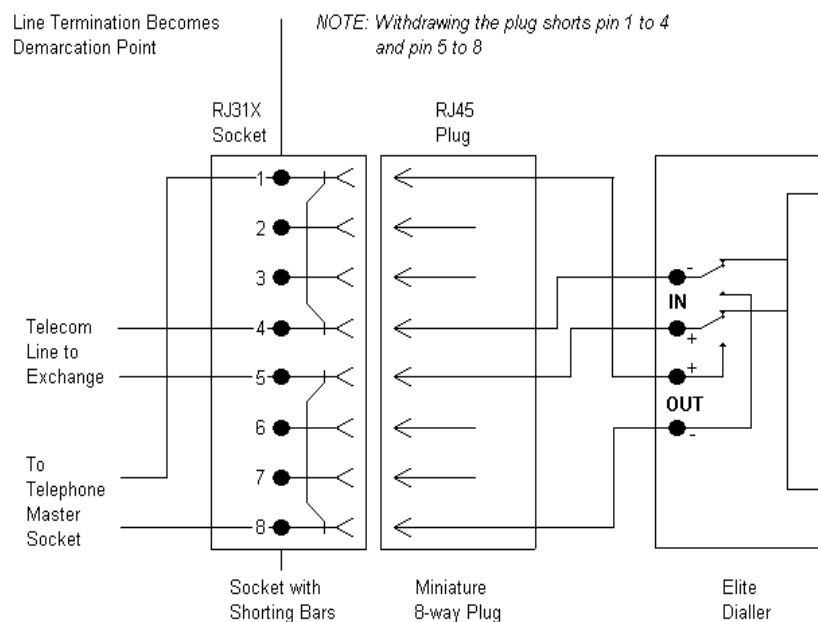 Line Termination Becomes
Demarcation Point
NOTE: Withdrawing the plug shorts pin 1 to 4
and pin 5 to 8
RJ31X
Socket
RJ45
Plug
1
2
3
4
5
6
7
8
Telecom
Line to
Exchange
To
Telephone
Master
Socket
-
IN
+
+
OUT
-
Socket with
Shorting Bars
Miniature
8-way Plug
Elite
Dialler